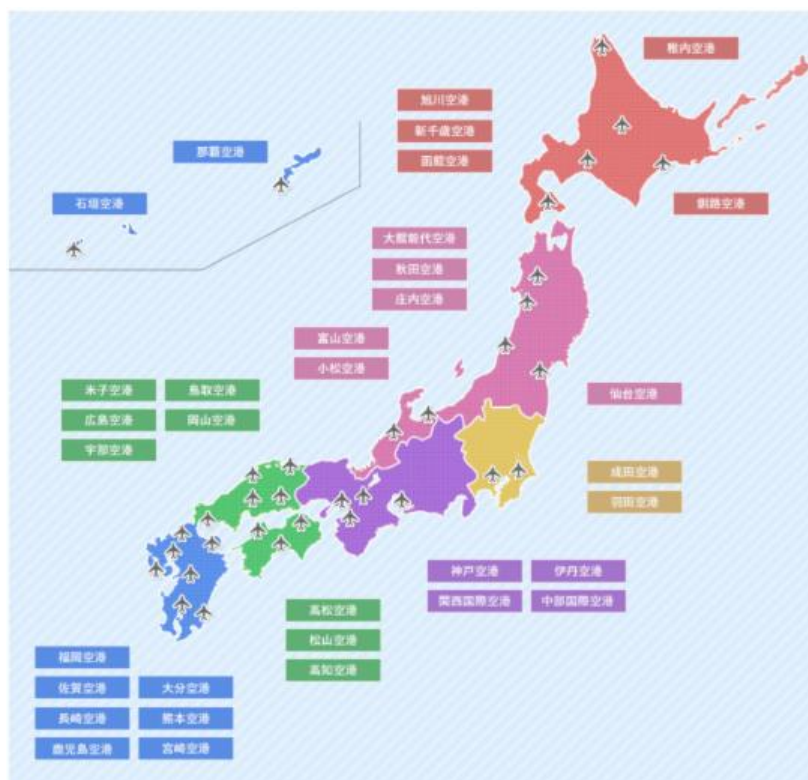 稚内空港
旭川空港
新千歳空港
函館空港
釧路空港
那覇空港
石垣空港
大館能代空港
秋田空港
庄内空港
富山空港
小松空港
仙台空港
米子空港 鳥取空港
広島空港 岡山空港
宇部空港
成田空港
羽田空港
神戸空港 伊丹空港
関西国際空港 中部国際空港
高松空港
松山空港
高知空港
福岡空港
佐賀空港 大分空港
長崎空港 熊本空港
鹿児島空港 宮崎空港